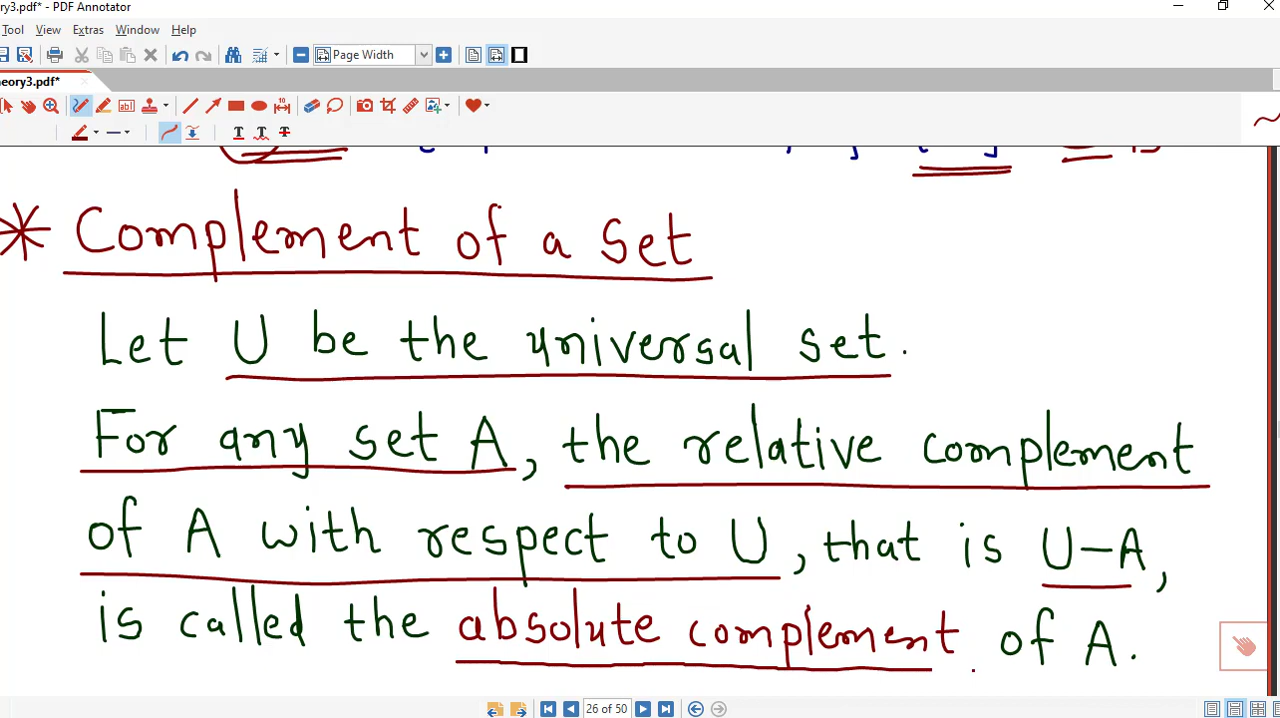 ry3.pdf* - PDF Annotator
Tool View Extras Window Help
Page Width
eory3.pdf*
* Complement of a set
Let U be the universal set.
For any set A, the relative complement
of A with respect to U, that is U-A,
is called the absolute complement of A.
26 of 50